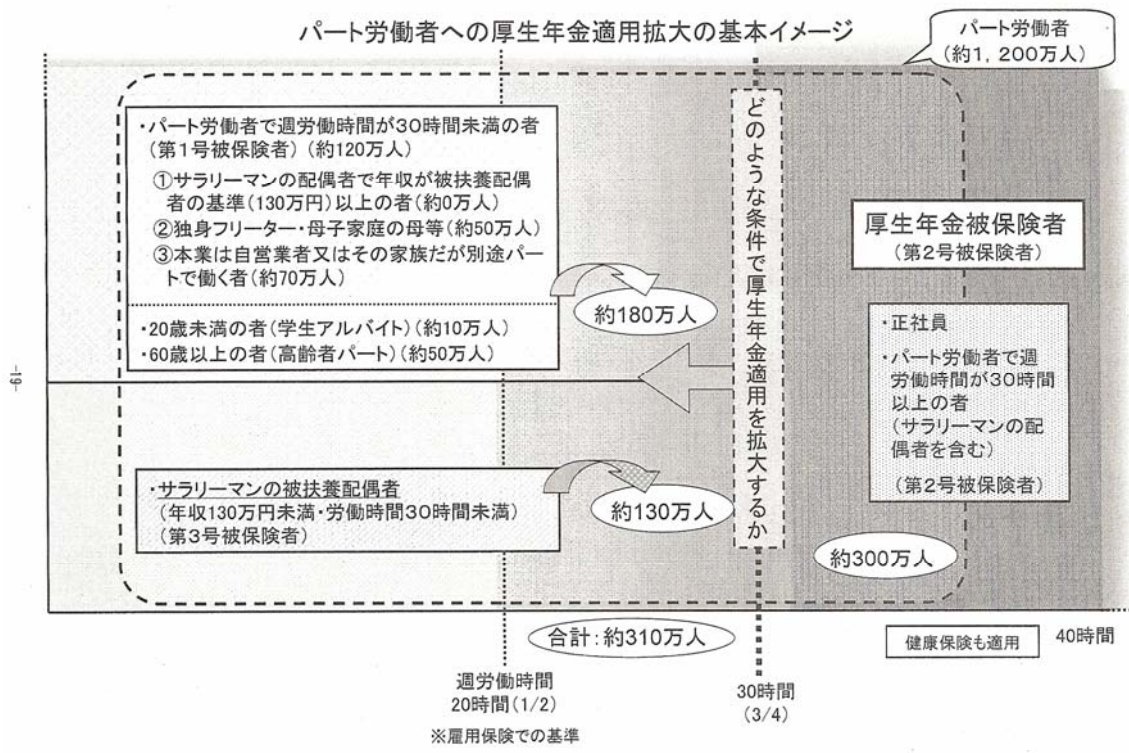 パート労働者への厚生年金適用拡大の基本イメージ
パート労働者
(約1,200万人)
・パート労働者で週労働時間が30時間未満の者
(第1号被保険者)(約120万人)
①サラリーマンの配偶者で年収が被扶養配偶
者の基準(130万円)以上の者(約0万人)
②独身フリーター・母子家庭の母等(約50万人)
③本業は自営業者又はその家族だが別途パー
トで働く者(約70万人)
・20歳未満の者(学生アルバイト)(約10万人)
・60歳以上の者(高齢者パート)(約50万人)
約180万人
どのような条件で厚生年金適用を拡大するか
厚生年金被保険者
(第2号被保険者)
・正社員
・パート労働者で週
労働時間が30時間
以上の者
(サラリーマンの配
偶者を含む)
(第2号被保険者)
・サラリーマンの被扶養配偶者
(年収130万円未満・労働時間30時間未満)
(第3号被保険者)
約130万人
約300万人
合計:約310万人
健康保険も適用
40時間
週労働時間
20時間(1/2)
※雇用保険での基準
30時間
(3/4)
-19-